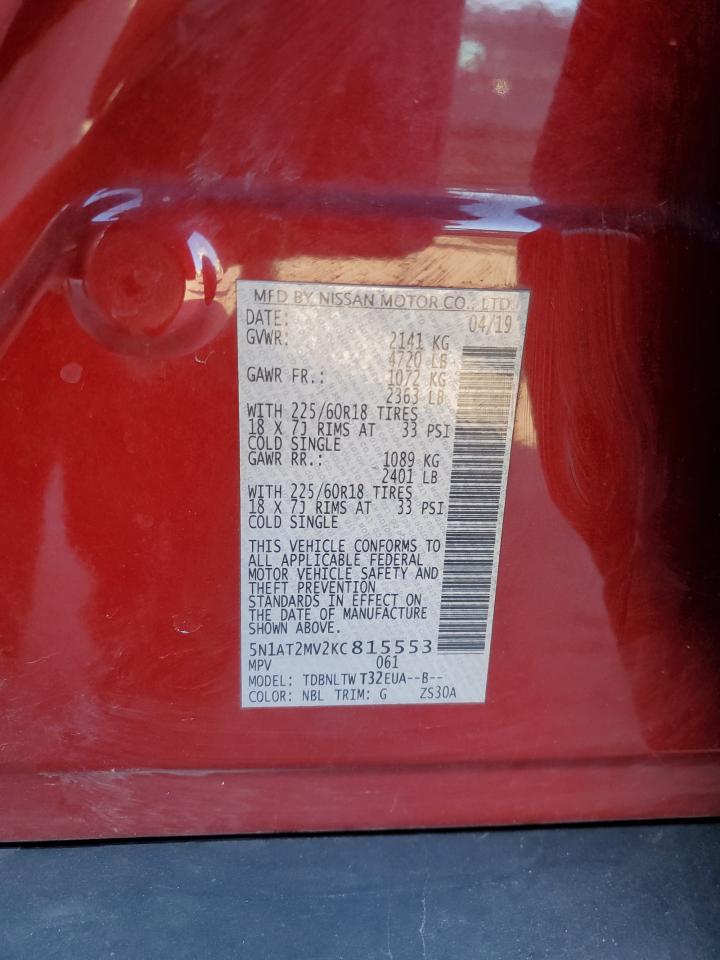 MFD BY NISSAN MOTOR CO., LTD.
DATE: 04/19
GVWR: 2141 KG
4720 LB
GAWR FR.: 1072 KG
2363 LB
WITH 225/60R18 TIRES
18 X 7J RIMS AT 33 PSI
COLD SINGLE
GAWR RR.: 1089 KG
2401 LB
WITH 225/60R18 TIRES
18 X 7J RIMS AT 33 PSI
COLD SINGLE
THIS VEHICLE CONFORMS TO
ALL APPLICABLE FEDERAL
MOTOR VEHICLE SAFETY AND
THEFT PREVENTION
STANDARDS IN EFFECT ON
THE DATE OF MANUFACTURE
SHOWN ABOVE.
5N1AT2MV2KC815553
MPV 061
MODEL: TDBNLTW T32EUA--B--
COLOR: NBL TRIM: G ZS30A